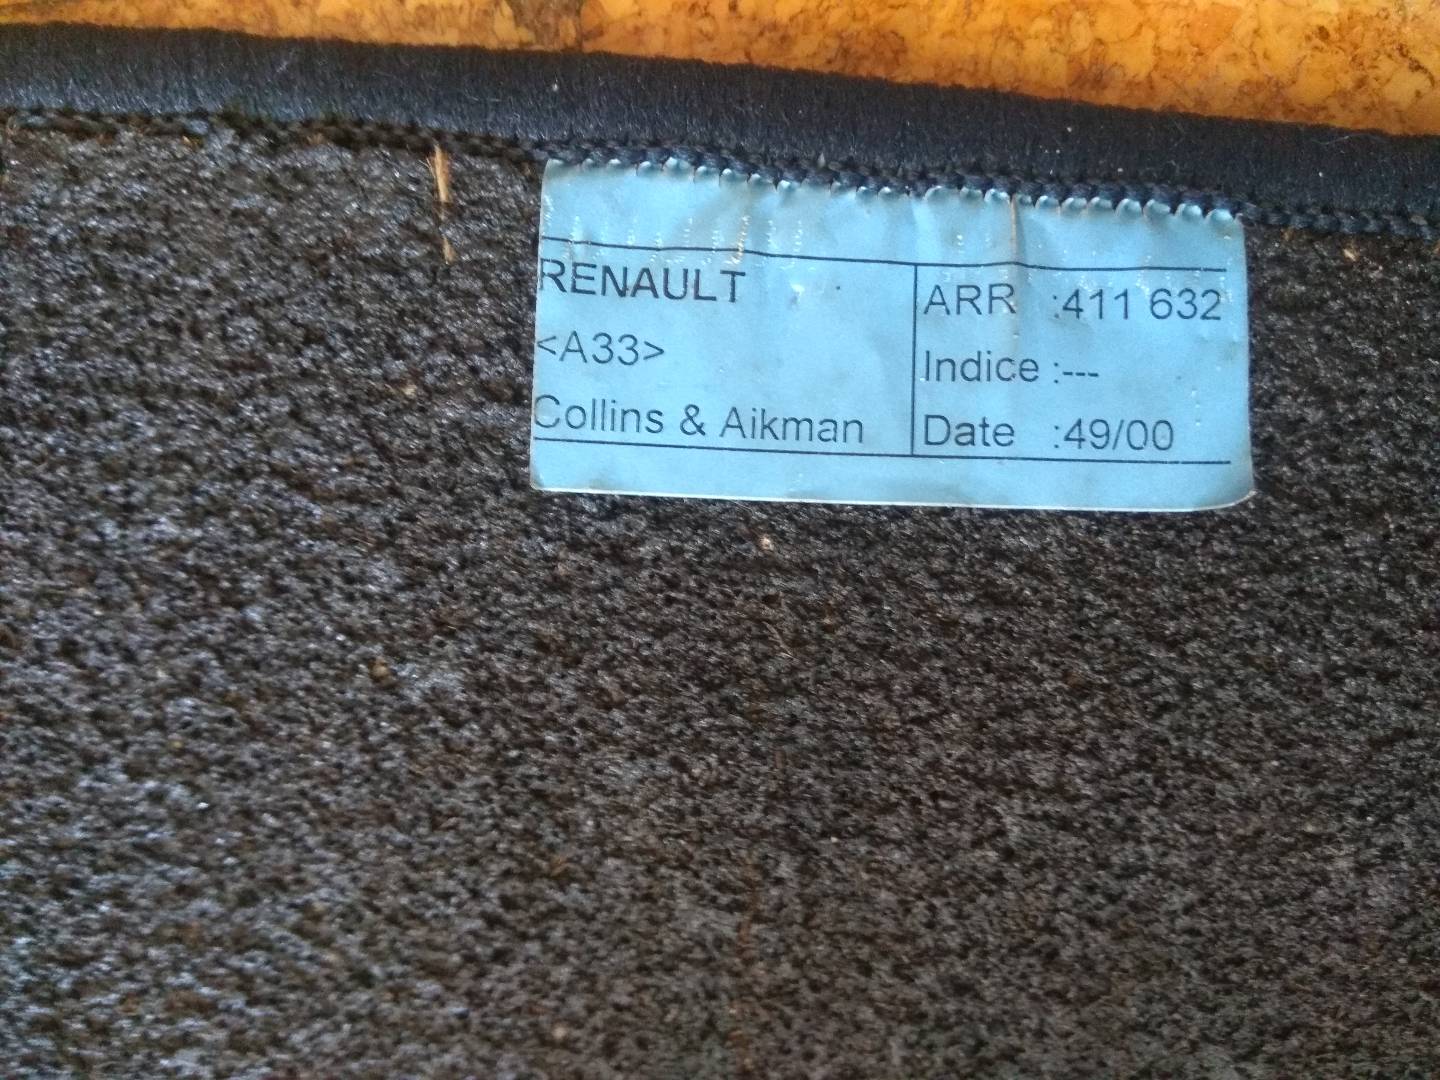 RENAULT
<A33>
Collins & Aikman
ARR :411 632
Indice :---
Date :49/00